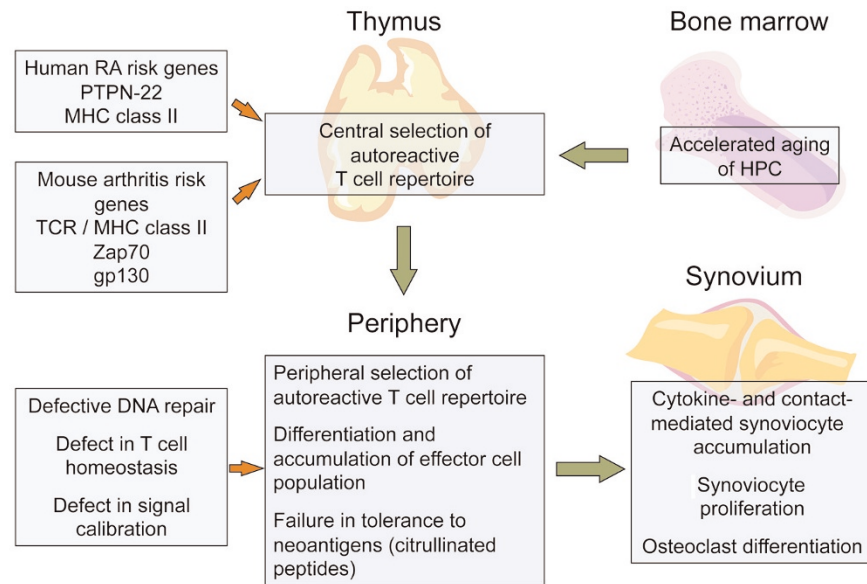 Thymus
Bone marrow
Human RA risk genes
PTPN-22
MHC class II
Central selection of
autoreactive
T cell repertoire
Accelerated aging
of HPC
Mouse arthritis risk
genes
TCR / MHC class II
Zap70
gp130
Periphery
Synovium
Defective DNA repair
Defect in T cell
homeostasis
Defect in signal
calibration
Peripheral selection of
autoreactive T cell repertoire
Differentiation and
accumulation of effector cell
population
Failure in tolerance to
neoantigens (citrullinated
peptides)
Cytokine- and contact-
mediated synoviocyte
accumulation
Synoviocyte
proliferation
Osteoclast differentiation